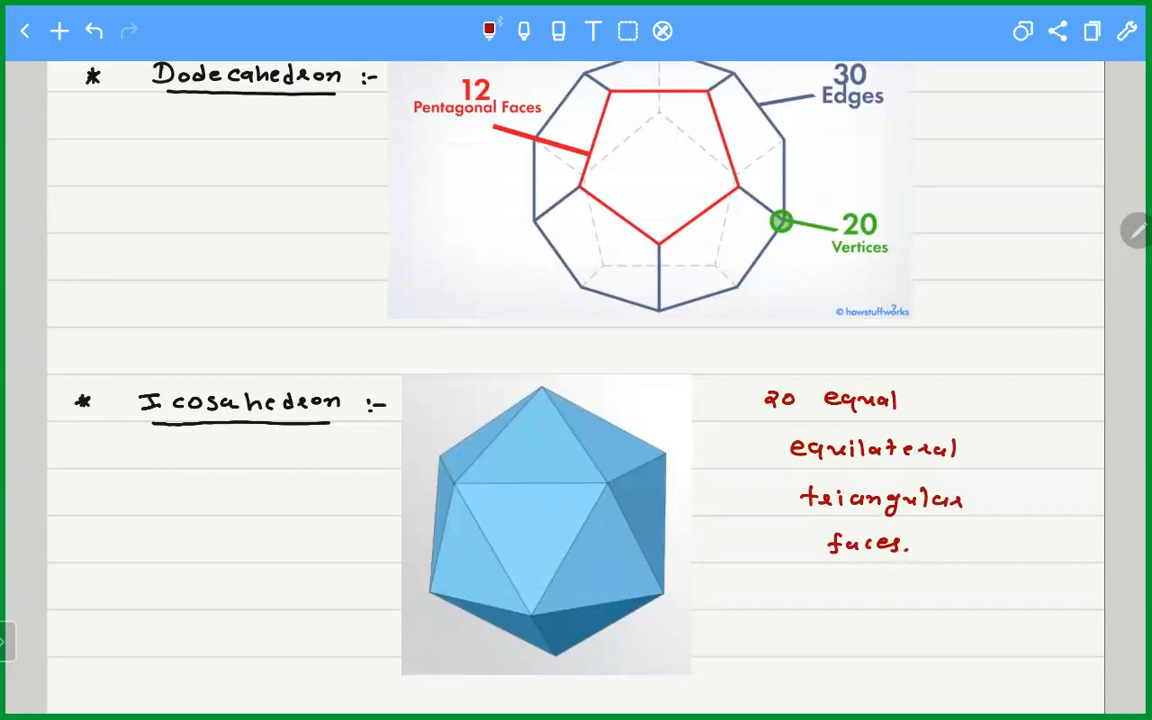 * Dodecahedron :-
12
Pentagonal Faces
30
Edges
20
Vertices
© howstuffworks
* Icosahedron :-
20 equal
equilateral
triangular
faces.